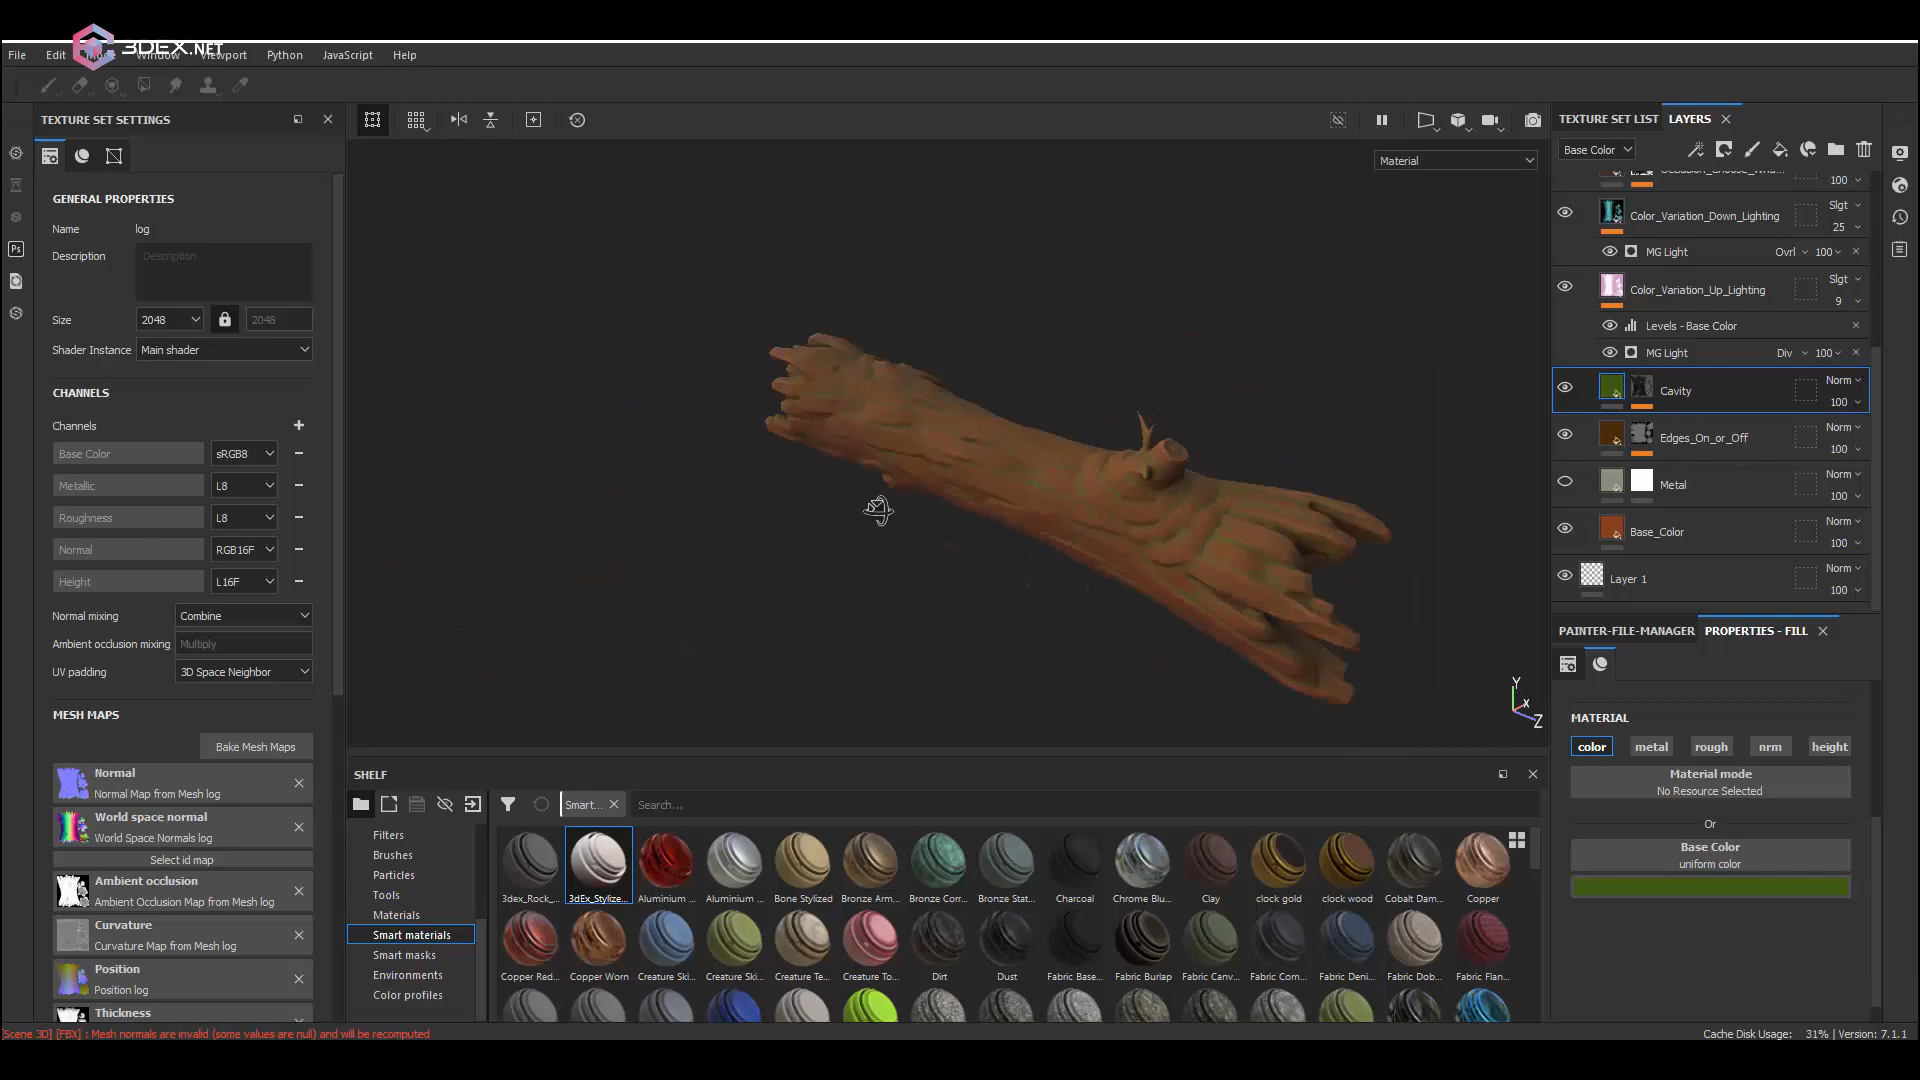 3DEX.NET
File Edit Window Viewport Python JavaScript Help
TEXTURE SET SETTINGS
GENERAL PROPERTIES
Name log
Description Description
Size 2048 2048
Shader Instance Main shader
CHANNELS
Channels
Base Color sRGB8
Metallic L8
Roughness L8
Normal RGB16F
Height L16F
Normal mixing Combine
Ambient occlusion mixing Multiply
UV padding 3D Space Neighbor
MESH MAPS
Bake Mesh Maps
Normal
Normal Map from Mesh log
World space normal
World Space Normals log
Select id map
Ambient occlusion
Ambient Occlusion Map from Mesh log
Curvature
Curvature Map from Mesh log
Position
Position log
Thickness
Material
Y
X
Z
SHELF
Smart... Search...
Filters
Brushes
Particles
Tools
Materials
Smart materials
Smart masks
Environments
Color profiles
3dex_Rock_... 3dEx_Stylize... Aluminium ... Aluminium ... Bone Stylized Bronze Arm... Bronze Corr... Bronze Stat... Charcoal Chrome Blu... Clay clock gold clock wood Cobalt Dam... Copper
Copper Red... Copper Worn Creature Ski... Creature Ski... Creature Te... Creature To... Dirt Dust Fabric Base... Fabric Burlap Fabric Canv... Fabric Com... Fabric Deni... Fabric Dob... Fabric Flan...
TEXTURE SET LIST LAYERS
Base Color
100
Color_Variation_Down_Lighting Slgt
25
MG Light Ovrl 100
Color_Variation_Up_Lighting Slgt
9
Levels - Base Color
MG Light Div 100
Cavity Norm
100
Edges_On_or_Off Norm
100
Metal Norm
100
Base_Color Norm
100
Layer 1 Norm
100
PAINTER-FILE-MANAGER PROPERTIES - FILL
MATERIAL
color metal rough nrm height
Material mode
No Resource Selected
Or
Base Color
uniform color
[Scene 3D] [FBX] : Mesh normals are invalid (some values are null) and will be recomputed
Cache Disk Usage: 31% | Version: 7.1.1